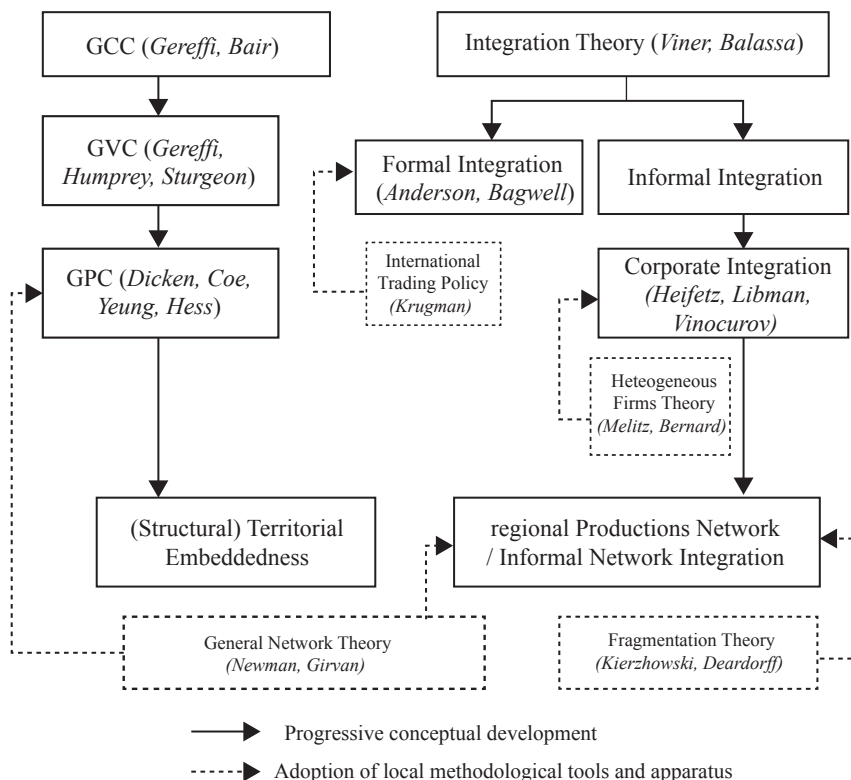 GCC (Gereffi, Bair)
Integration Theory (Viner, Balassa)
GVC (Gereffi,
Humprey, Sturgeon)
Formal Integration
(Anderson, Bagwell)
Informal Integration
GPC (Dicken, Coe,
Yeung, Hess)
International
Trading Policy
(Krugman)
Corporate Integration
(Heifetz, Libman,
Vinocurov)
Heteogeneous
Firms Theory
(Melitz, Bernard)
(Structural) Territorial
Embeddedness
regional Productions Network
/ Informal Network Integration
General Network Theory
(Newman, Girvan)
Fragmentation Theory
(Kierzhowski, Deardorff)
Progressive conceptual development
Adoption of local methodological tools and apparatus